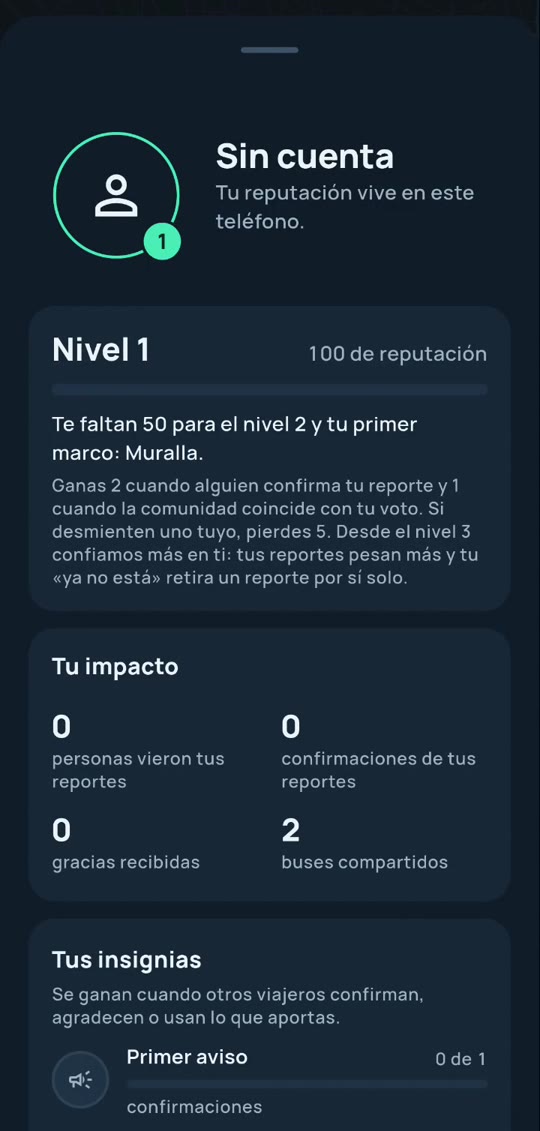 Sin cuenta
Tu reputación vive en este
teléfono.
1
Nivel 1
100 de reputación
Te faltan 50 para el nivel 2 y tu primer
marco: Muralla.
Ganas 2 cuando alguien confirma tu reporte y 1
cuando la comunidad coincide con tu voto. Si
desmienten uno tuyo, pierdes 5. Desde el nivel 3
confiamos más en ti: tus reportes pesan más y tu
«ya no está» retira un reporte por sí solo.
Tu impacto
0
personas vieron tus
reportes
0
confirmaciones de tus
reportes
0
gracias recibidas
2
buses compartidos
Tus insignias
Se ganan cuando otros viajeros confirman,
agradecen o usan lo que aportas.
Primer aviso
0 de 1
confirmaciones